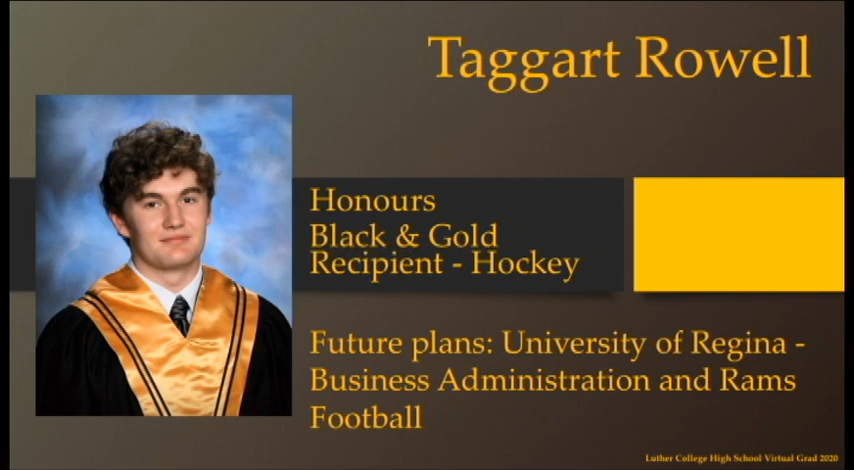 Taggart Rowell
Honours
Black & Gold
Recipient - Hockey
Future plans: University of Regina -
Business Administration and Rams
Football
Luther College High School Virtual Grad 2020